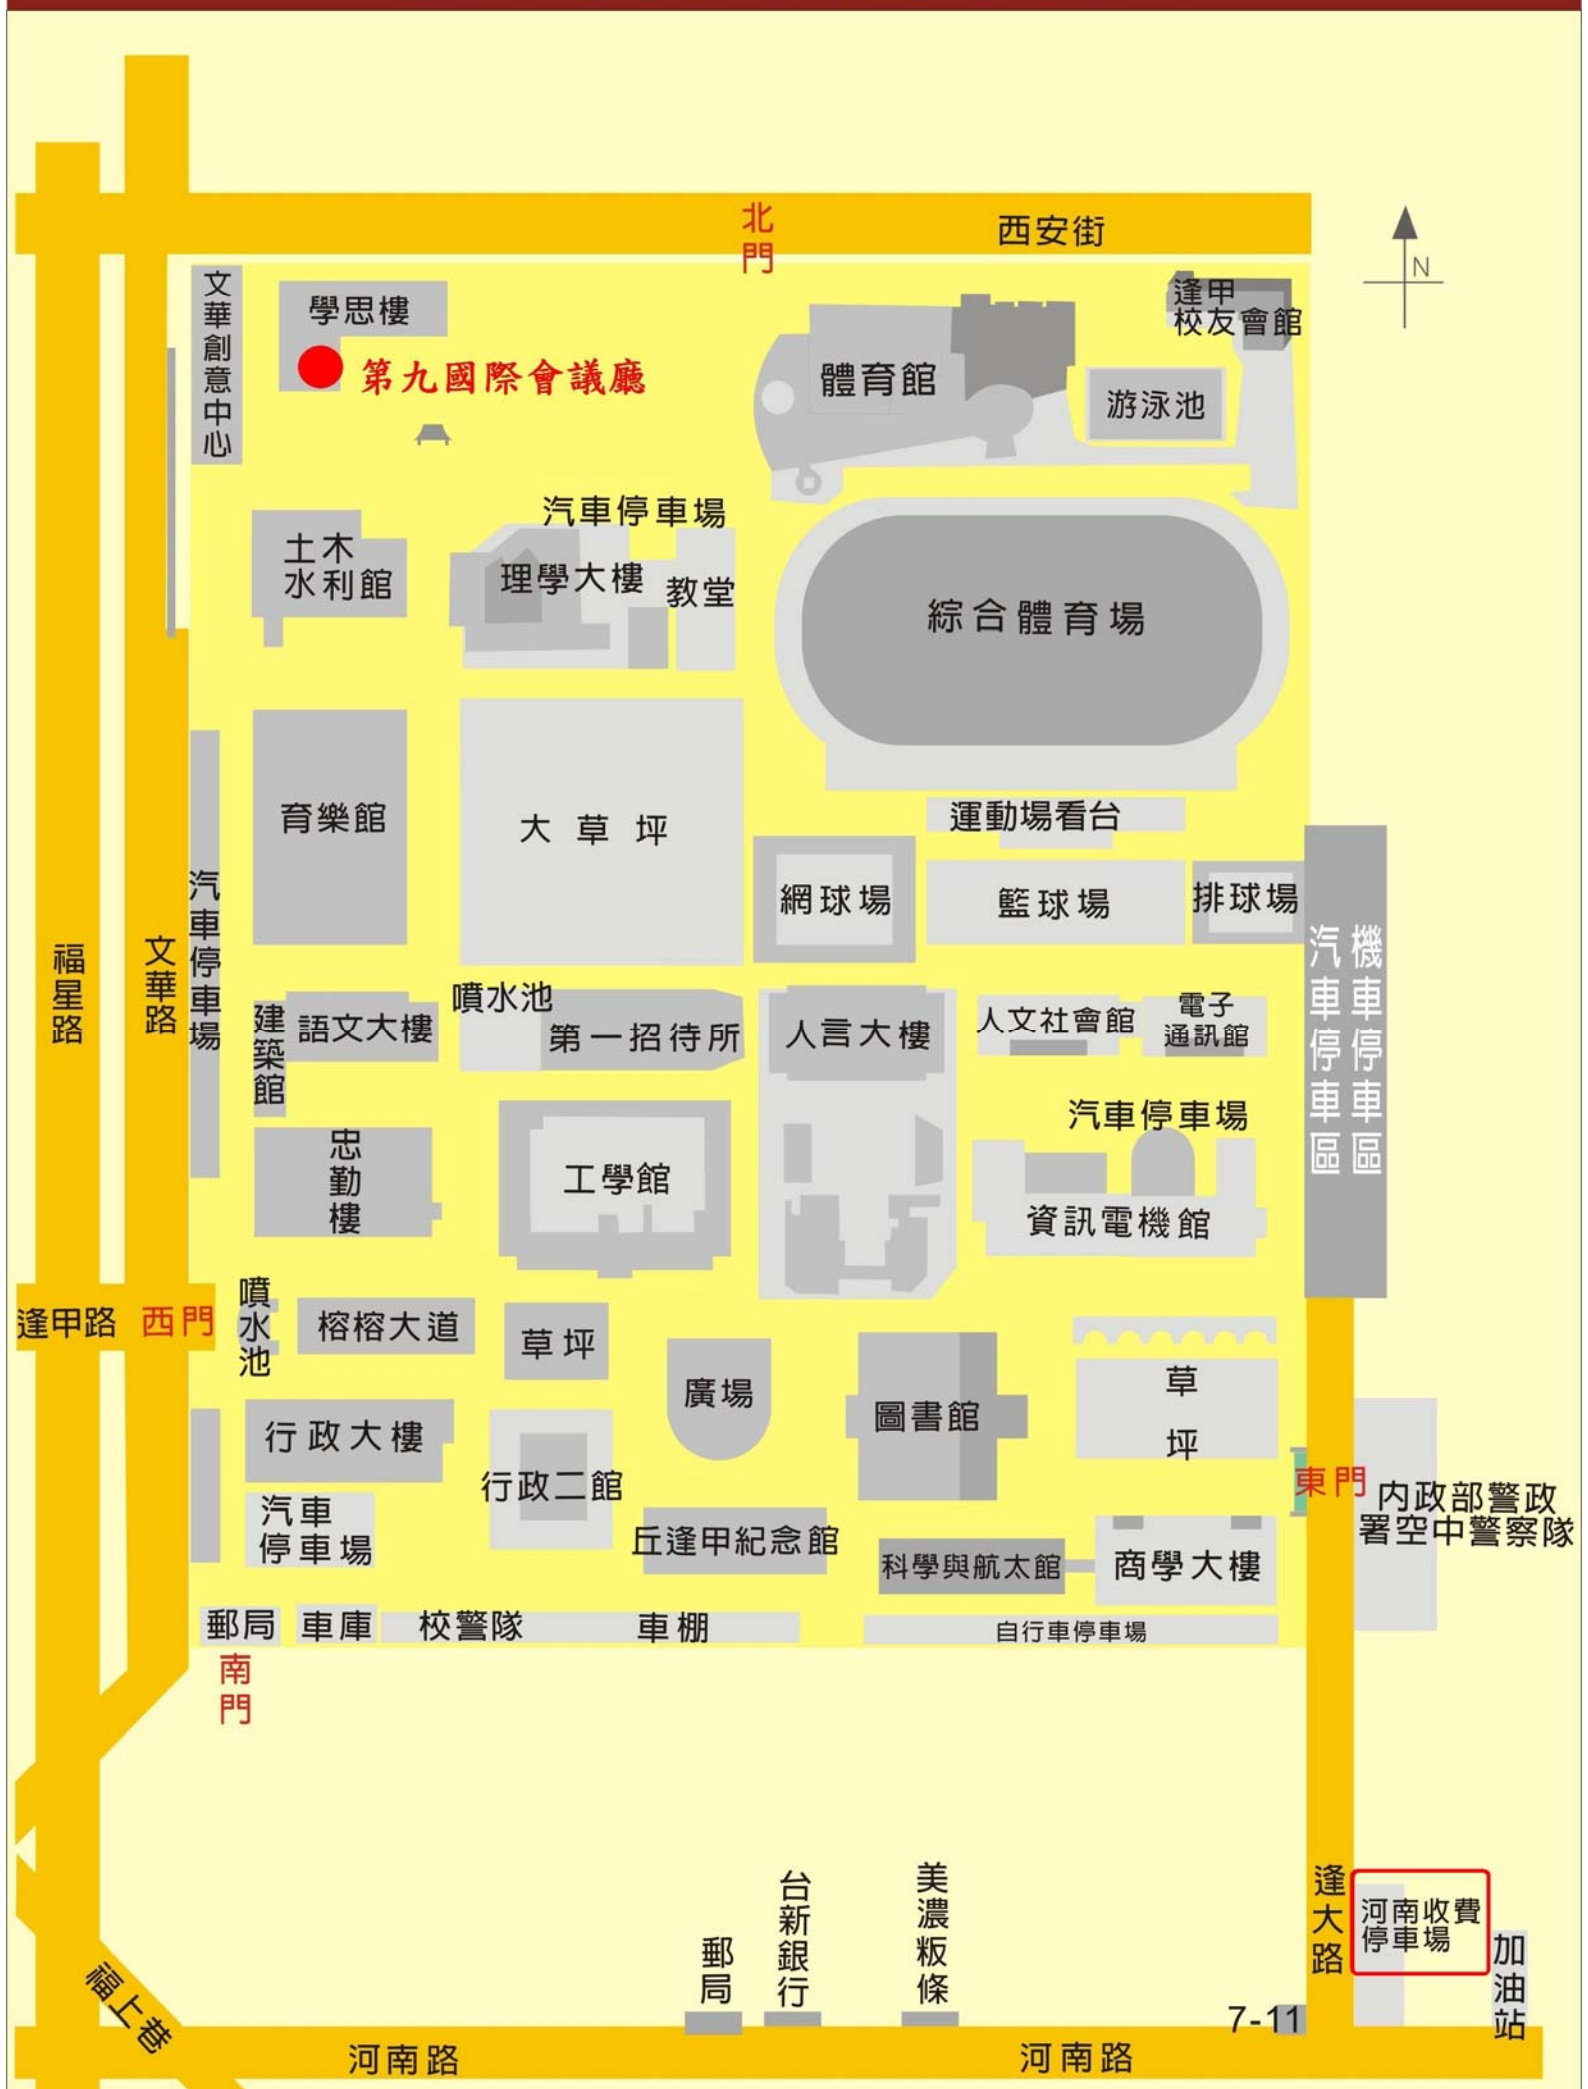 北門
西安街
N
文華創意中心
學思樓
第九國際會議廳
體育館
逢甲
校友會館
游泳池
汽車停車場
土木
水利館
理學大樓
教堂
綜合體育場
育樂館
大草坪
運動場看台
網球場
籃球場
排球場
汽車停車場
福星路
文華路
汽車停車區
機車停車區
建築館
語文大樓
噴水池
第一招待所
人言大樓
人文社會館
電子
通訊館
汽車停車場
忠勤樓
工學館
資訊電機館
逢甲路
西門
噴水池
榕榕大道
草坪
廣場
圖書館
草坪
行政大樓
行政二館
東門
內政部警政
署空中警察隊
汽車
停車場
丘逢甲紀念館
科學與航太館
商學大樓
郵局
車庫
校警隊
車棚
自行車停車場
南門
福上巷
郵局
台新銀行
美濃粄條
逢大路
河南收費
停車場
加油站
7-11
河南路
河南路